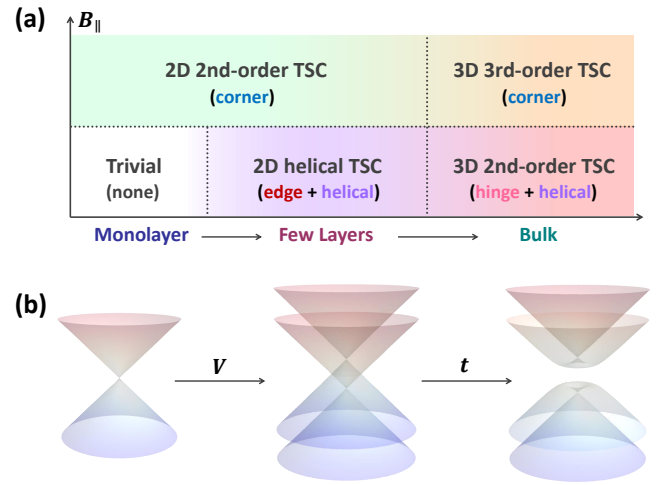 (a)
B∥
2D 2nd-order TSC
(corner)
3D 3rd-order TSC
(corner)
Trivial
(none)
2D helical TSC
(edge + helical)
3D 2nd-order TSC
(hinge + helical)
Monolayer
Few Layers
Bulk
(b)
V
t